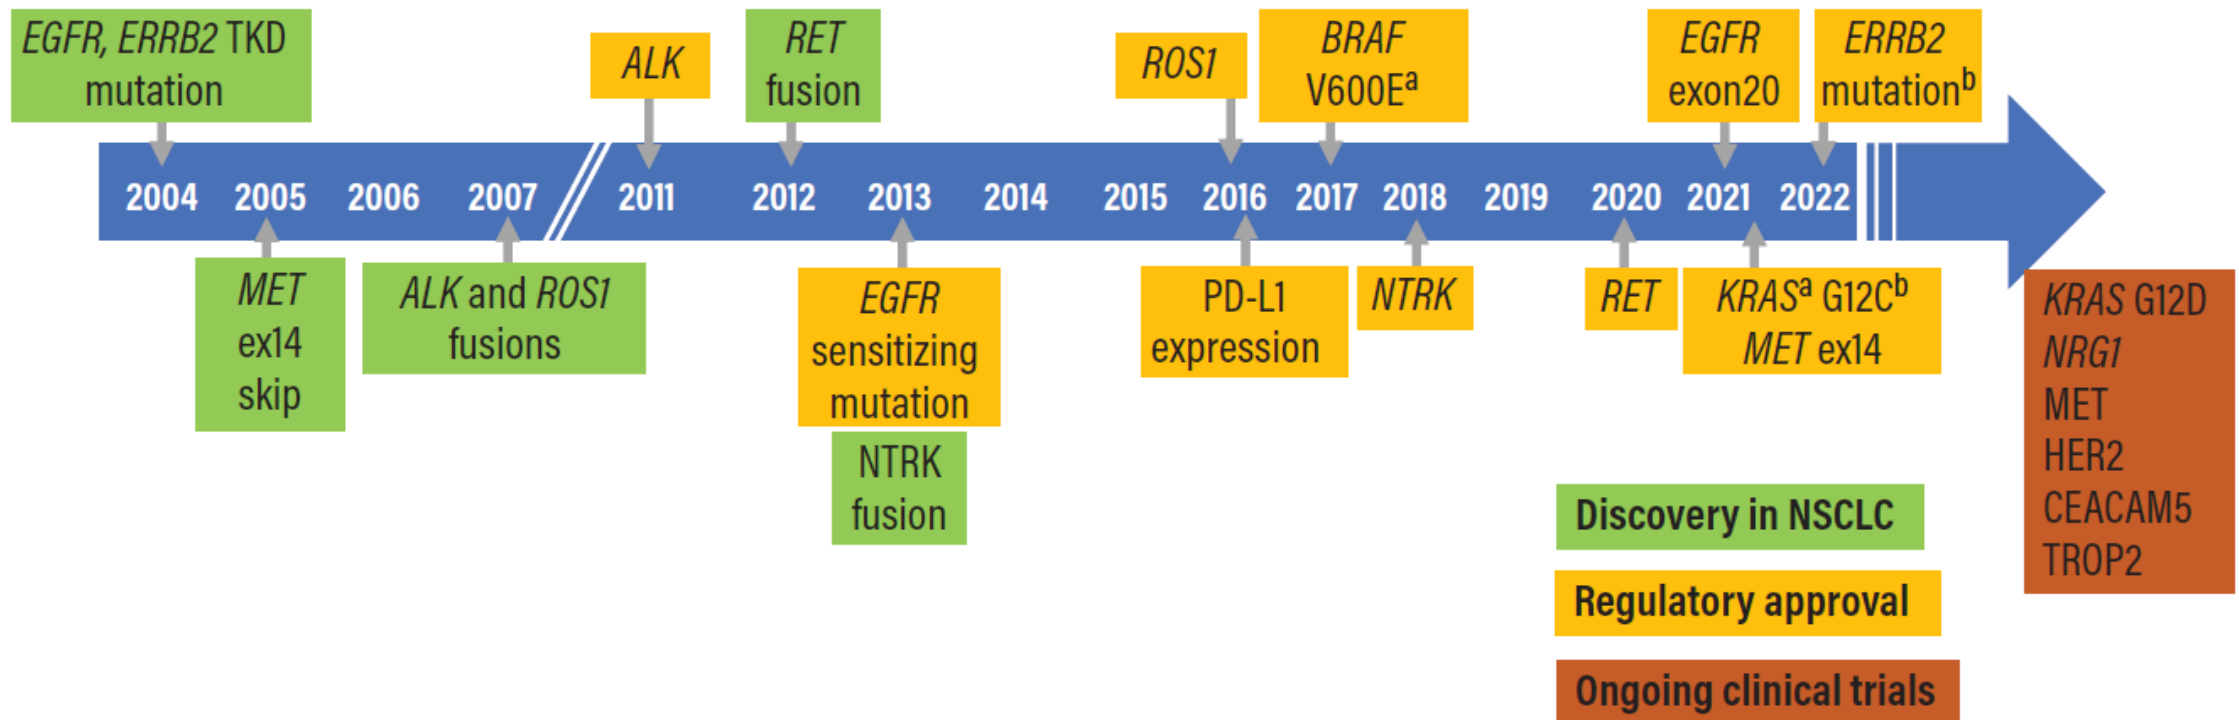 EGFR, ERRB2 TKD
mutation
ALK
RET
fusion
ROS1
BRAF
V600Eᵃ
EGFR
exon20
ERRB2
mutationᵇ
2004 2005 2006 2007 2011 2012 2013 2014 2015 2016 2017 2018 2019 2020 2021 2022
MET
ex14
skip
ALK and ROS1
fusions
EGFR
sensitizing
mutation
NTRK
fusion
PD-L1
expression
NTRK
RET
KRASᵃ G12Cᵇ
MET ex14
KRAS G12D
NRG1
MET
HER2
CEACAM5
TROP2
Discovery in NSCLC
Regulatory approval
Ongoing clinical trials